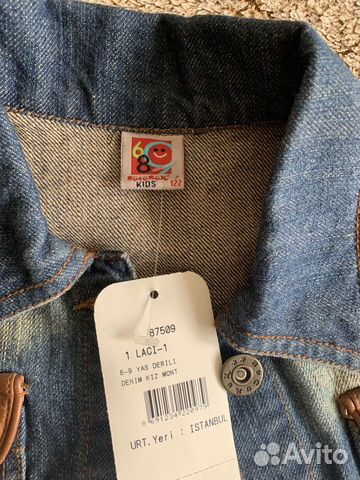 68
KIDS 122
87509
1 LACİ-1
6-9 YAS DERILI
DENIM KIZ MONT
URT.Yeri : ISTANBUL
Avito